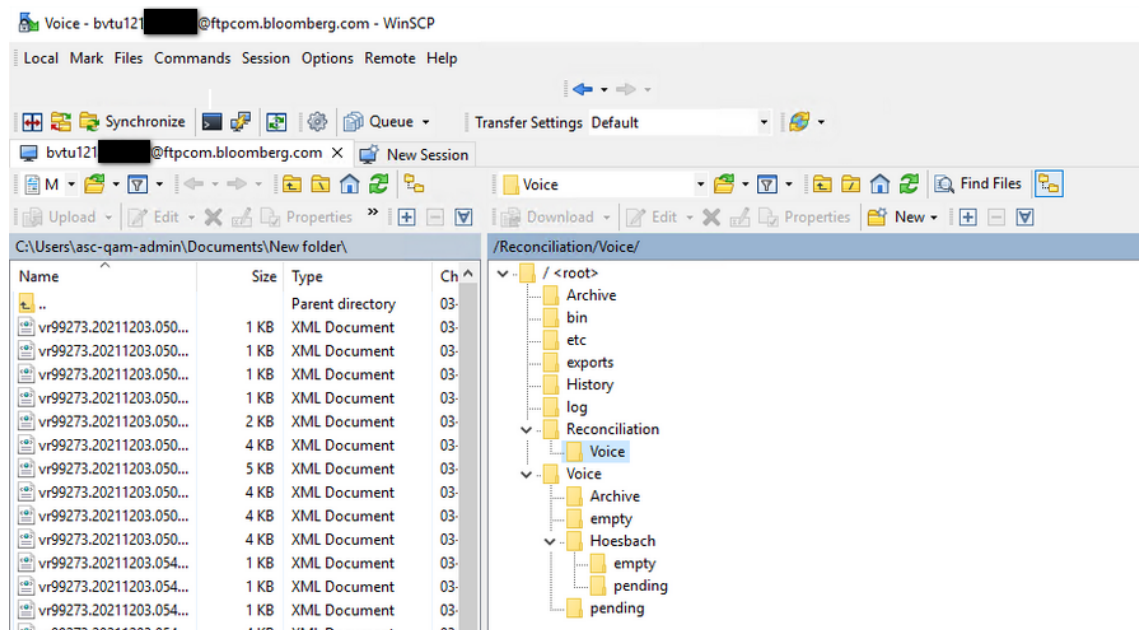 Voice - bvtu121 @ftpcom.bloomberg.com - WinSCP
Local Mark Files Commands Session Options Remote Help
Synchronize Queue Transfer Settings Default
bvtu121 @ftpcom.bloomberg.com × New Session
M Voice Find Files
Upload Edit Properties » Download Edit Properties New
C:\Users\asc-qam-admin\Documents\New folder\ /Reconciliation/Voice/
Name Size Type Ch
.. Parent directory 03-
vr99273.20211203.050... 1 KB XML Document 03-
vr99273.20211203.050... 1 KB XML Document 03-
vr99273.20211203.050... 1 KB XML Document 03-
vr99273.20211203.050... 1 KB XML Document 03-
vr99273.20211203.050... 2 KB XML Document 03-
vr99273.20211203.050... 4 KB XML Document 03-
vr99273.20211203.050... 5 KB XML Document 03-
vr99273.20211203.050... 4 KB XML Document 03-
vr99273.20211203.050... 4 KB XML Document 03-
vr99273.20211203.050... 4 KB XML Document 03-
vr99273.20211203.054... 1 KB XML Document 03-
vr99273.20211203.054... 1 KB XML Document 03-
vr99273.20211203.054... 1 KB XML Document 03-
/ <root>
Archive
bin
etc
exports
History
log
Reconciliation
Voice
Voice
Archive
empty
Hoesbach
empty
pending
pending